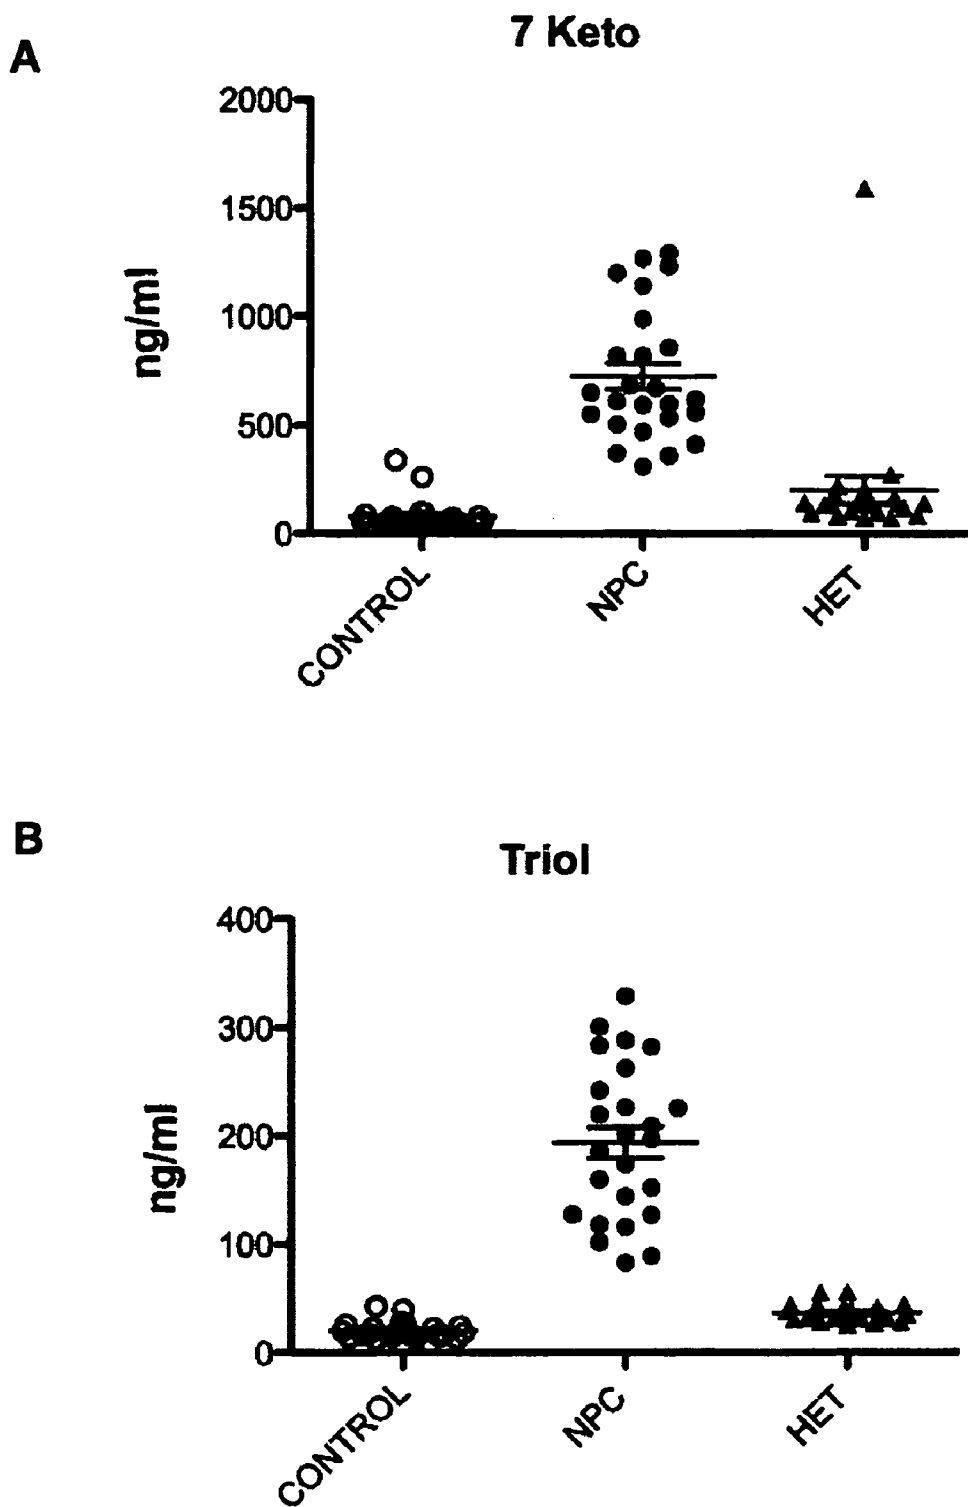 A
7 Keto
2000
1500
1000
500
0
ng/ml
CONTROL
NPC
HET
B
Triol
400
300
200
100
0
ng/ml
CONTROL
NPC
HET